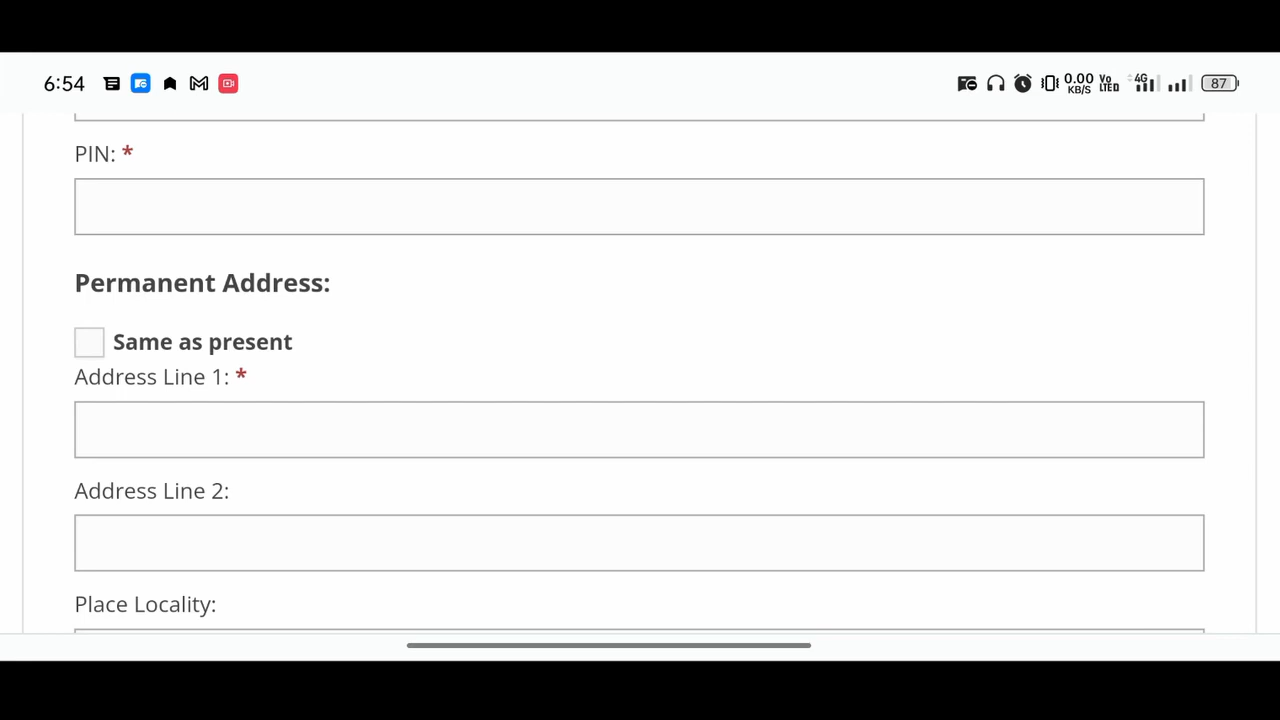 6:54 0.00 KB/S Vo LTE 4G 87
PIN: *
Permanent Address:
Same as present
Address Line 1: *
Address Line 2:
Place Locality: